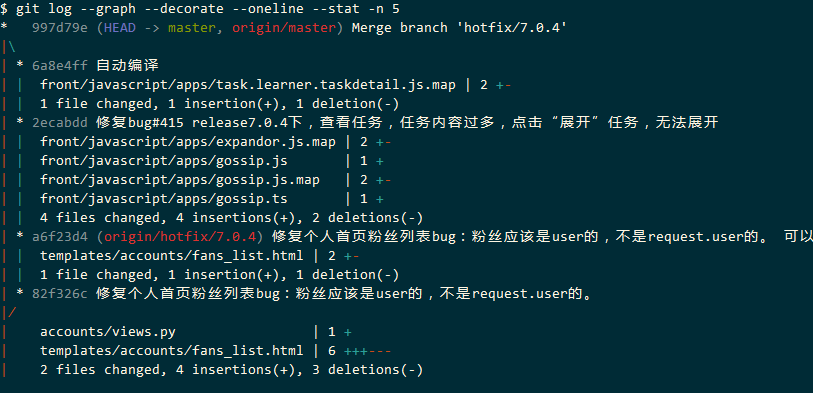 $ git log --graph --decorate --oneline --stat -n 5
*   997d79e (HEAD -> master, origin/master) Merge branch 'hotfix/7.0.4'
|\
| * 6a8e4ff 自动编译
| |  front/javascript/apps/task.learner.taskdetail.js.map | 2 +-
| |  1 file changed, 1 insertion(+), 1 deletion(-)
| * 2ecabdd 修复bug#415 release7.0.4下，查看任务，任务内容过多，点击“展开”任务，无法展开
| |  front/javascript/apps/expandor.js.map | 2 +-
| |  front/javascript/apps/gossip.js       | 1 +
| |  front/javascript/apps/gossip.js.map   | 2 +-
| |  front/javascript/apps/gossip.ts       | 1 +
| |  4 files changed, 4 insertions(+), 2 deletions(-)
| * a6f23d4 (origin/hotfix/7.0.4) 修复个人首页粉丝列表bug：粉丝应该是user的，不是request.user的。 可以
| |  templates/accounts/fans_list.html | 2 +-
| |  1 file changed, 1 insertion(+), 1 deletion(-)
| * 82f326c 修复个人首页粉丝列表bug：粉丝应该是user的，不是request.user的。
|/
|    accounts/views.py                 | 1 +
|    templates/accounts/fans_list.html | 6 +++---
|    2 files changed, 4 insertions(+), 3 deletions(-)